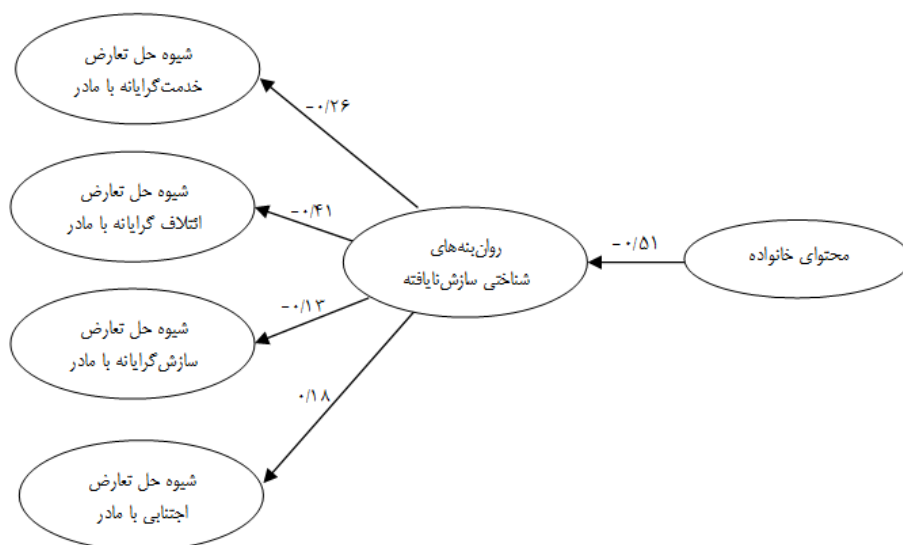 شیوه حل تعارض
خدمت‌گرایانه با مادر
-۰/۲۶
شیوه حل تعارض
ائتلاف گرایانه با مادر
-۰/۴۱
روان‌بنه‌های
شناختی سازش‌نایافته
-۰/۵۱
محتوای خانواده
شیوه حل تعارض
سازش‌گرایانه با مادر
-۰/۱۳
۰/۱۸
شیوه حل تعارض
اجتنابی با مادر